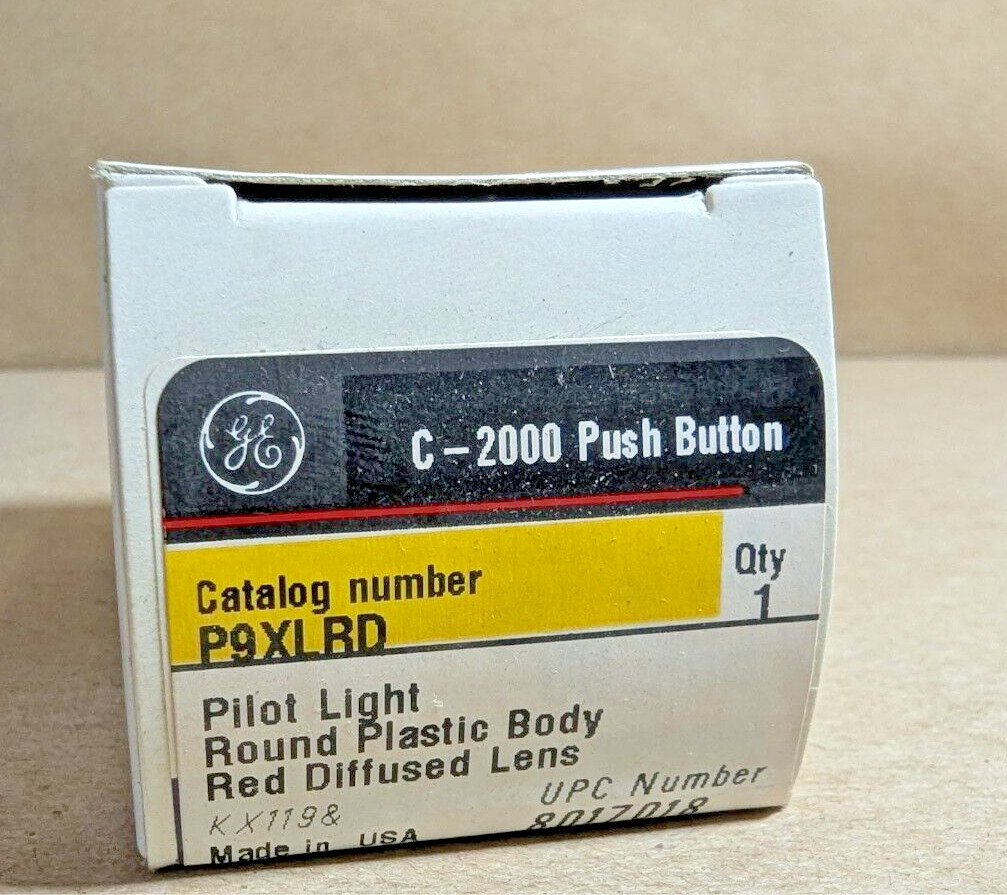 GE
C-2000 Push Button
Catalog number
P9XLRD
Qty
1
Pilot Light
Round Plastic Body
Red Diffused Lens
KX119&
UPC Number
8017018
Made in USA